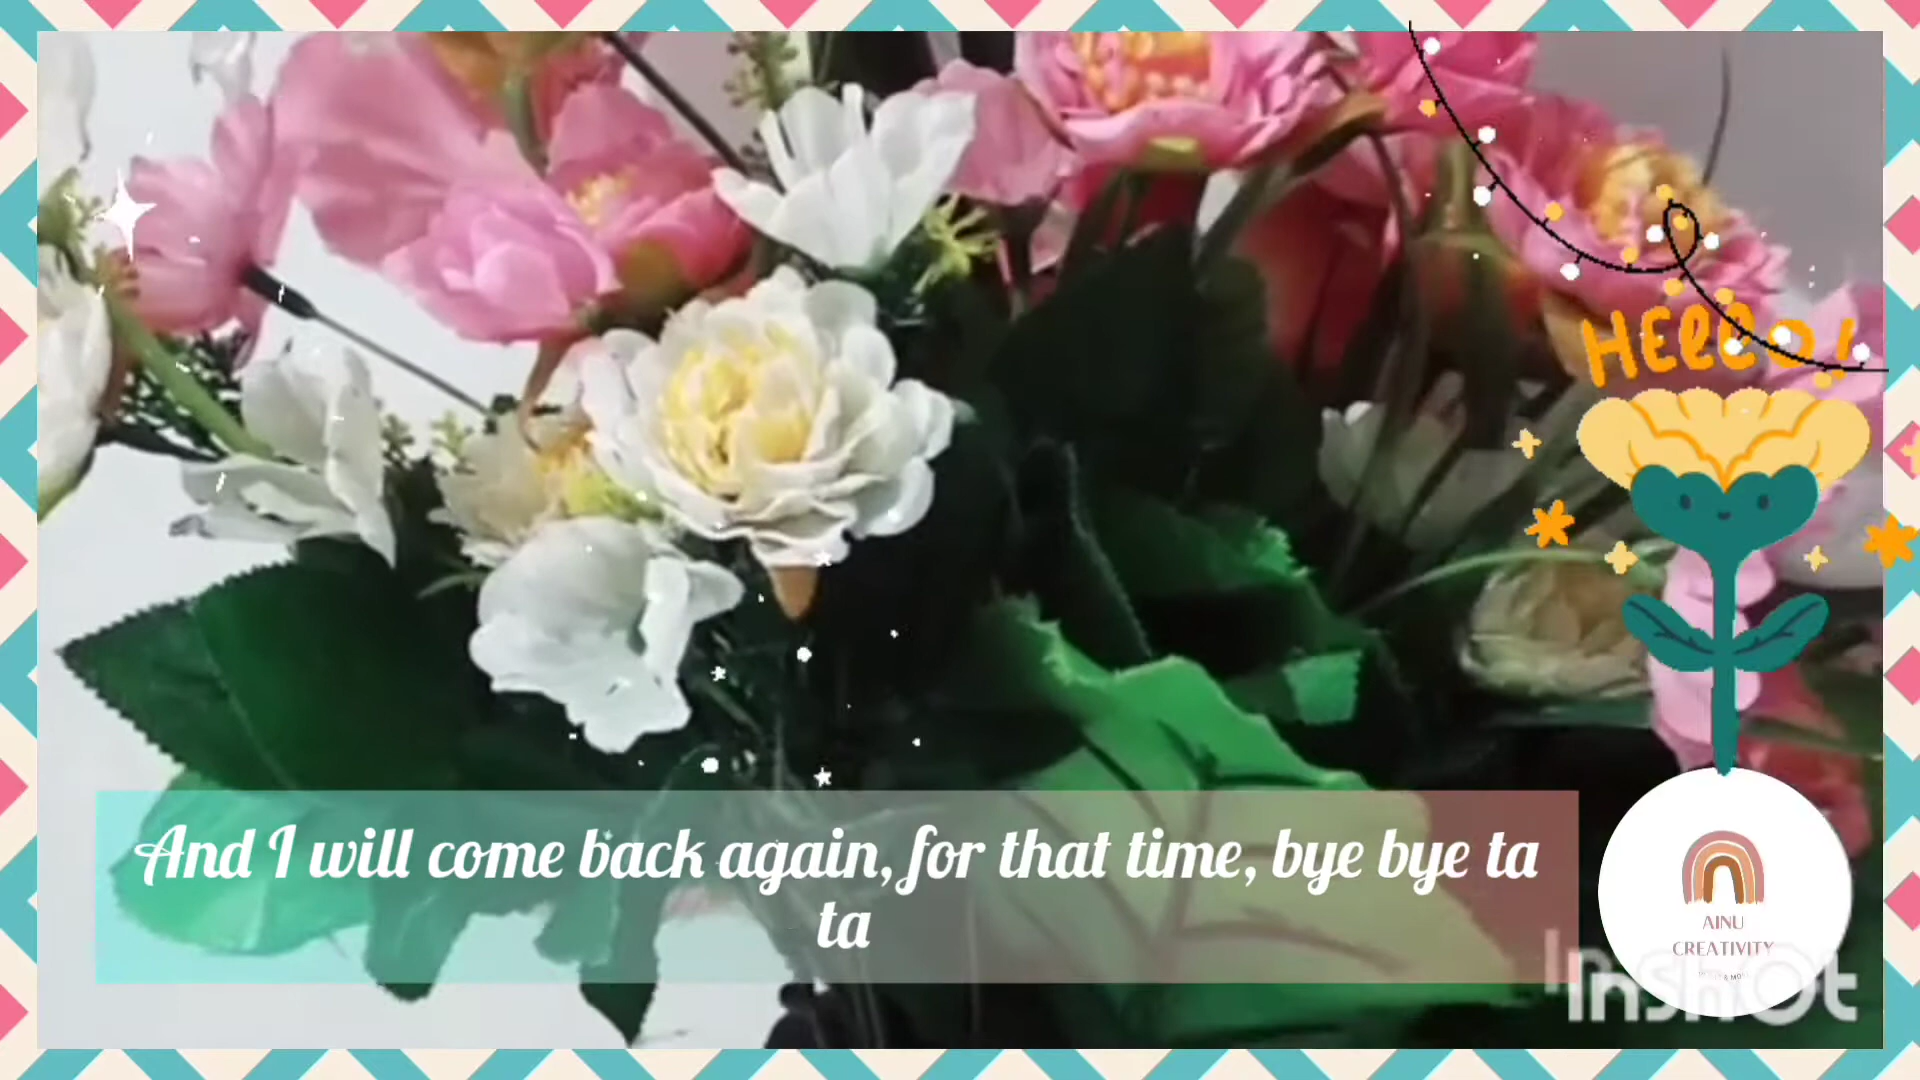 HELLO!
And I will come back again, for that time, bye bye ta
ta
AINU
CREATIVITY
InShOt